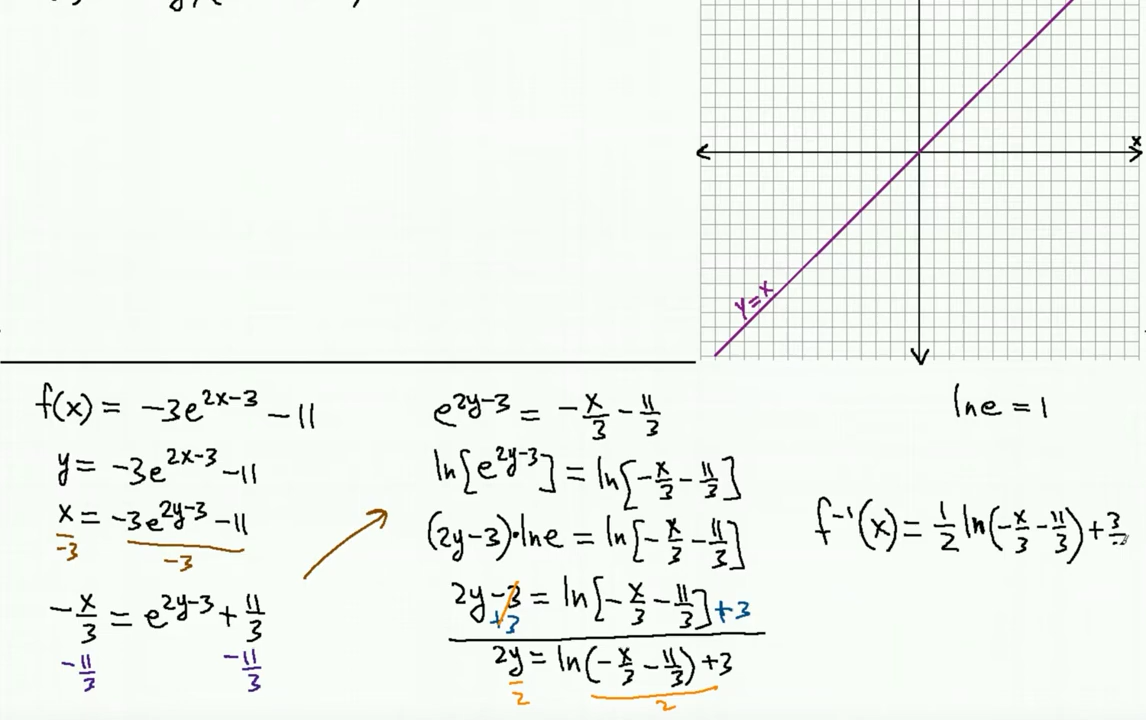 x
y=x
f(x) = -3e^{2x-3} - 11
y = -3e^{2x-3} - 11
x = -3e^{2y-3} - 11
-3 -3
-x/3 = e^{2y-3} + 11/3
-11/3 -11/3
e^{2y-3} = -x/3 - 11/3
ln[e^{2y-3}] = ln[-x/3 - 11/3]
(2y-3)•lne = ln[-x/3 - 11/3]
2y-3 = ln[-x/3 - 11/3] +3
+3
2y = ln(-x/3 - 11/3) +3
2 2
lne = 1
f^{-1}(x) = 1/2 ln(-x/3 - 11/3) + 3/